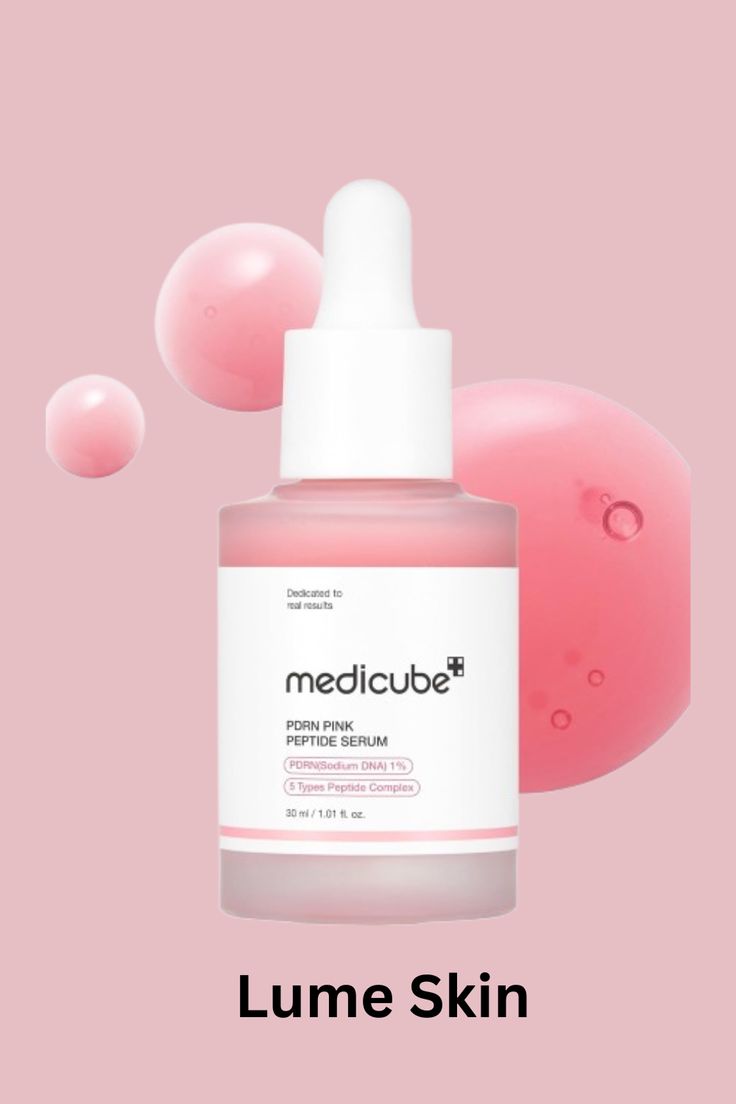 Dedicated to
real results
medicube
PDRN PINK
PEPTIDE SERUM
PDRN(Sodium DNA) 1%
5 Types Peptide Complex
30 ml / 1.01 fl. oz.
Lume Skin